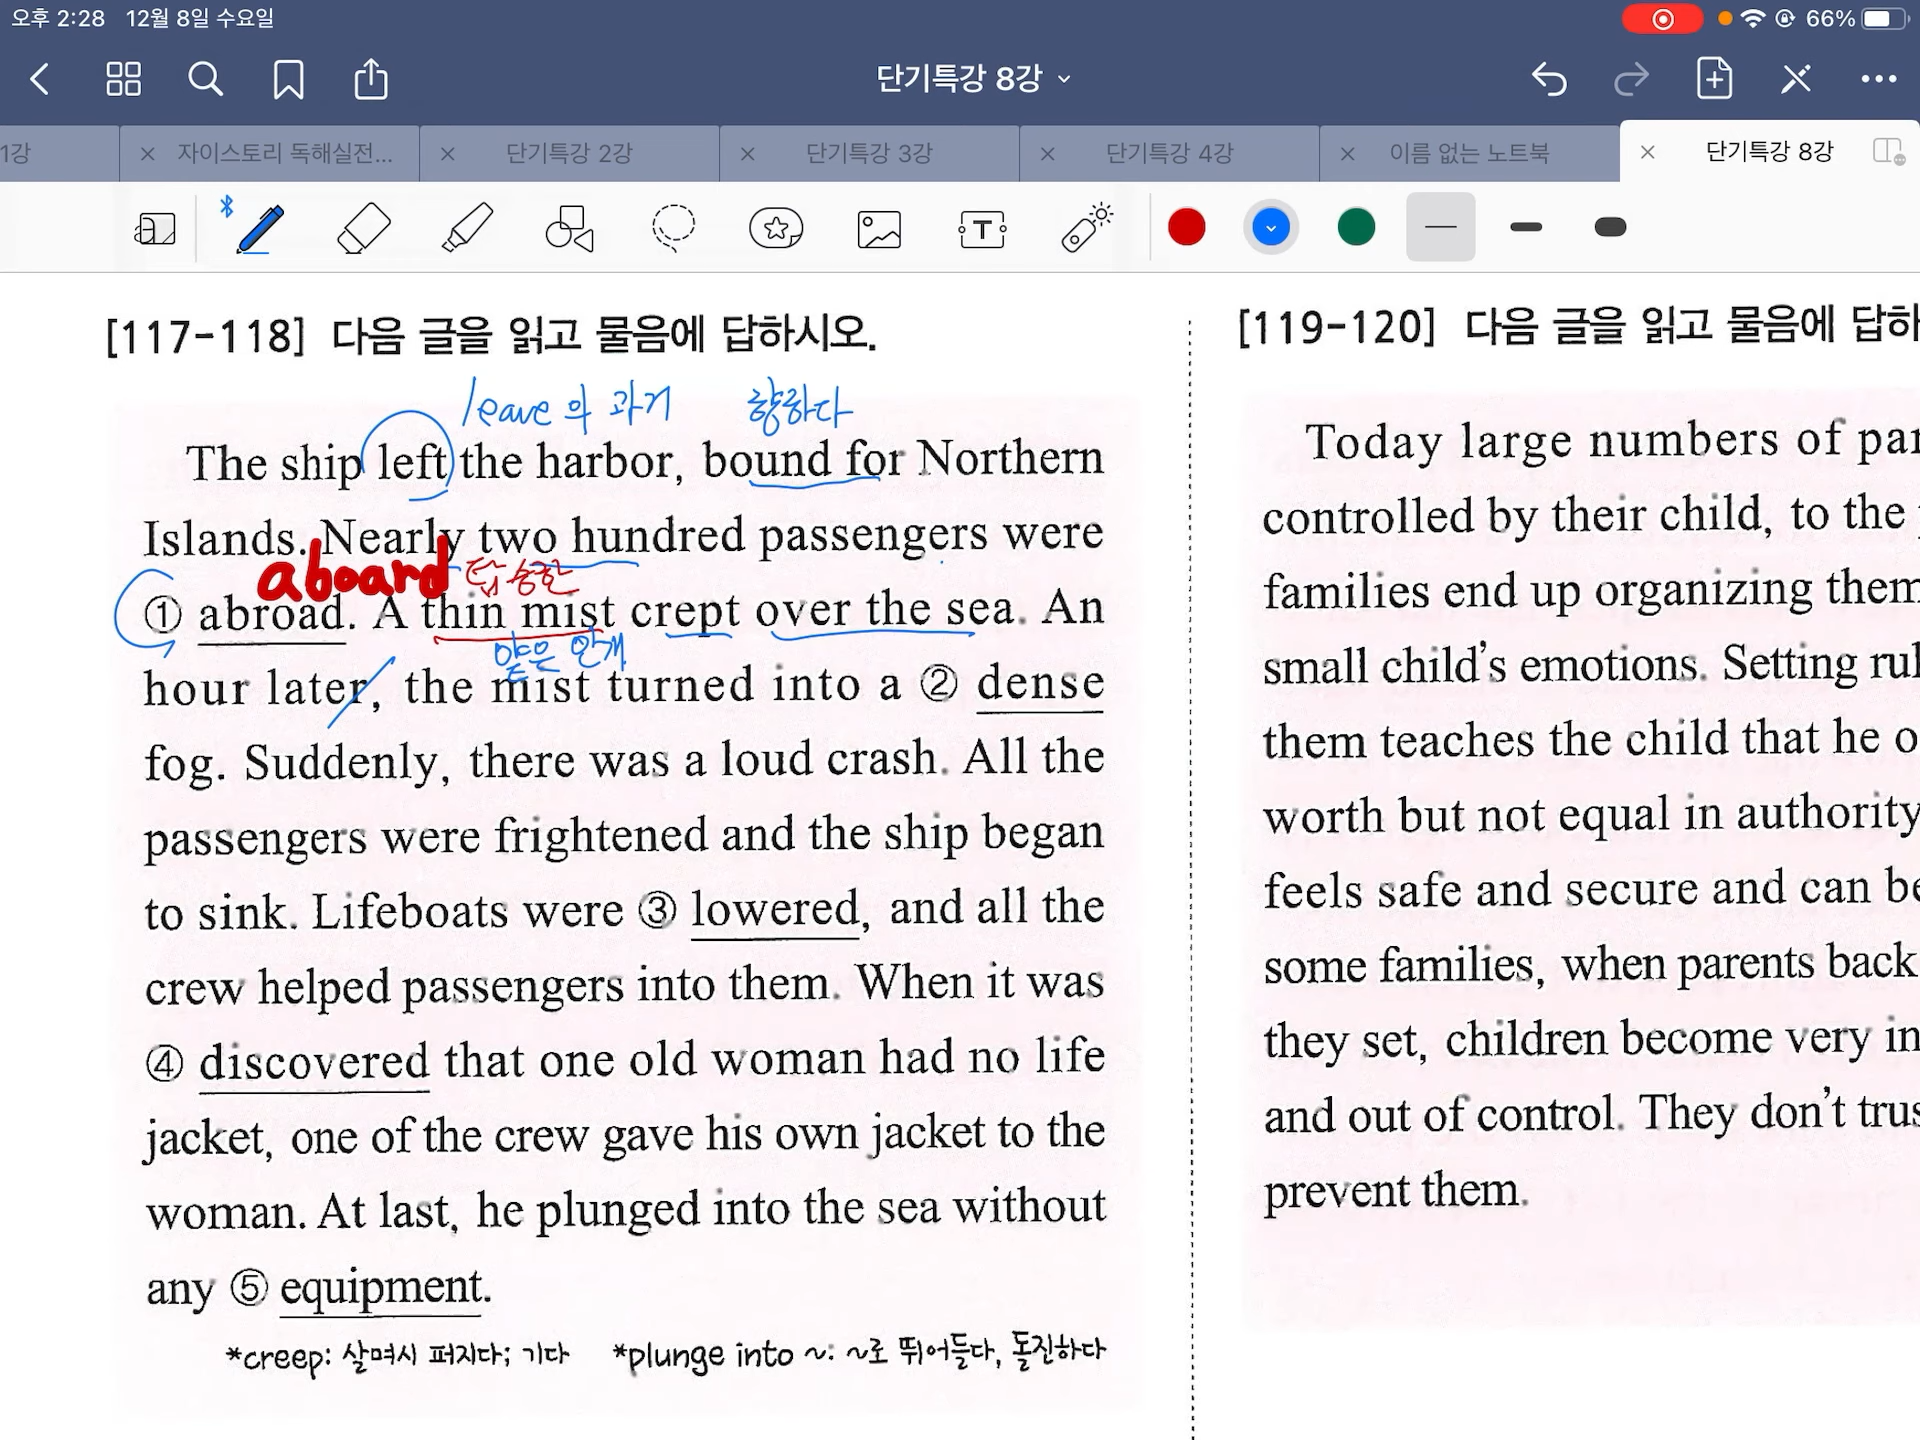 오후 2:28 12월 8일 수요일 66%
단기특강 8강
1강 자이스토리 독해실전... 단기특강 2강 단기특강 3강 단기특강 4강 이름 없는 노트북 단기특강 8강
[117-118] 다음 글을 읽고 물음에 답하시오.
leave의 과거 향하다
The ship left the harbor, bound for Northern
Islands. Nearly two hundred passengers were
aboard 탑승한
① abroad. A thin mist crept over the sea. An
얇은 안개
hour later, the mist turned into a ② dense
fog. Suddenly, there was a loud crash. All the
passengers were frightened and the ship began
to sink. Lifeboats were ③ lowered, and all the
crew helped passengers into them. When it was
④ discovered that one old woman had no life
jacket, one of the crew gave his own jacket to the
woman. At last, he plunged into the sea without
any ⑤ equipment.
*creep: 살며시 퍼지다; 기다 *plunge into ~: ~로 뛰어들다, 돌진하다
[119-120] 다음 글을 읽고 물음에 답하
Today large numbers of par
controlled by their child, to the
families end up organizing them
small child's emotions. Setting rul
them teaches the child that he o
worth but not equal in authority
feels safe and secure and can be
some families, when parents back
they set, children become very in
and out of control. They don't trus
prevent them.